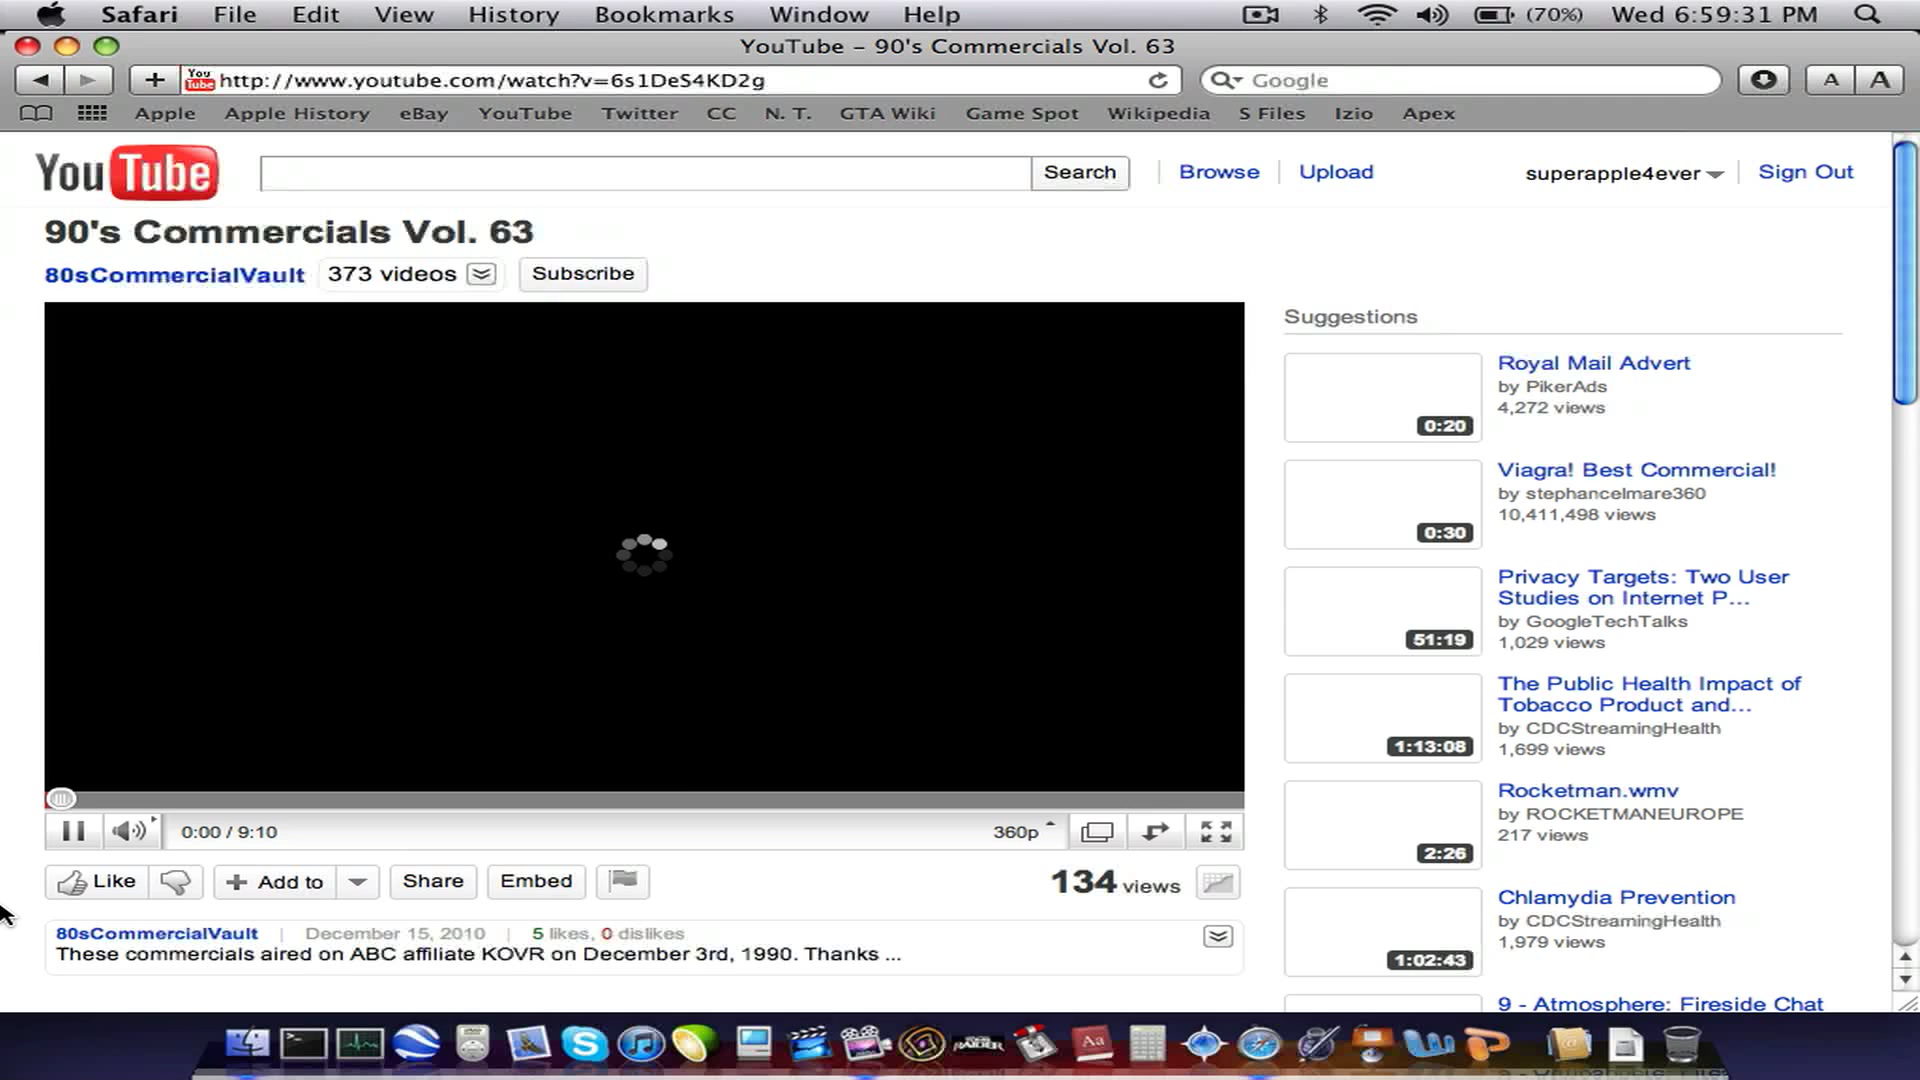 Safari File Edit View History Bookmarks Window Help (70%) Wed 6:59:31 PM
YouTube - 90's Commercials Vol. 63
You Tube http://www.youtube.com/watch?v=6s1DeS4KD2g Google A A
Apple Apple History eBay YouTube Twitter CC N. T. GTA Wiki Game Spot Wikipedia S Files Izio Apex
YouTube Search Browse Upload superapple4ever Sign Out
90's Commercials Vol. 63
80sCommercialVault 373 videos Subscribe
Suggestions
Royal Mail Advert
by PikerAds
4,272 views
0:20
Viagra! Best Commercial!
by stephancelmare360
10,411,498 views
0:30
Privacy Targets: Two User
Studies on Internet P...
by GoogleTechTalks
1,029 views
51:19
The Public Health Impact of
Tobacco Product and...
by CDCStreamingHealth
1,699 views
1:13:08
Rocketman.wmv
by ROCKETMANEUROPE
217 views
2:26
Chlamydia Prevention
by CDCStreamingHealth
1,979 views
1:02:43
9 - Atmosphere: Fireside Chat
0:00 / 9:10 360p
Like Add to Share Embed 134 views
80sCommercialVault | December 15, 2010 | 5 likes, 0 dislikes
These commercials aired on ABC affiliate KOVR on December 3rd, 1990. Thanks ...
RAIDER
Aa